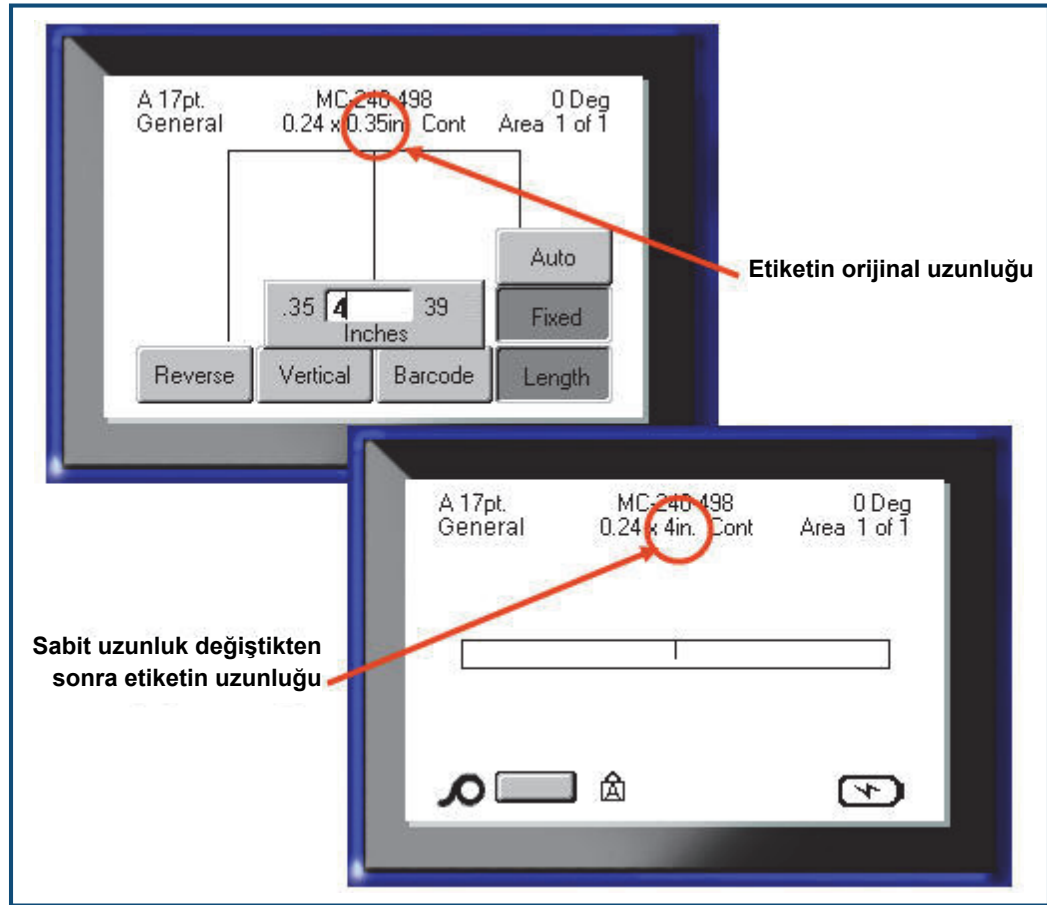 A 17pt. MC-240-498 0 Deg
General 0.24 x 0.35in. Cont Area 1 of 1
Auto
Etiketin orijinal uzunluğu
.35 4 39
Inches
Fixed
Reverse Vertical Barcode Length
A 17pt. MC-240-498 0 Deg
General 0.24 x 4in. Cont Area 1 of 1
Sabit uzunluk değiştikten
sonra etiketin uzunluğu
A